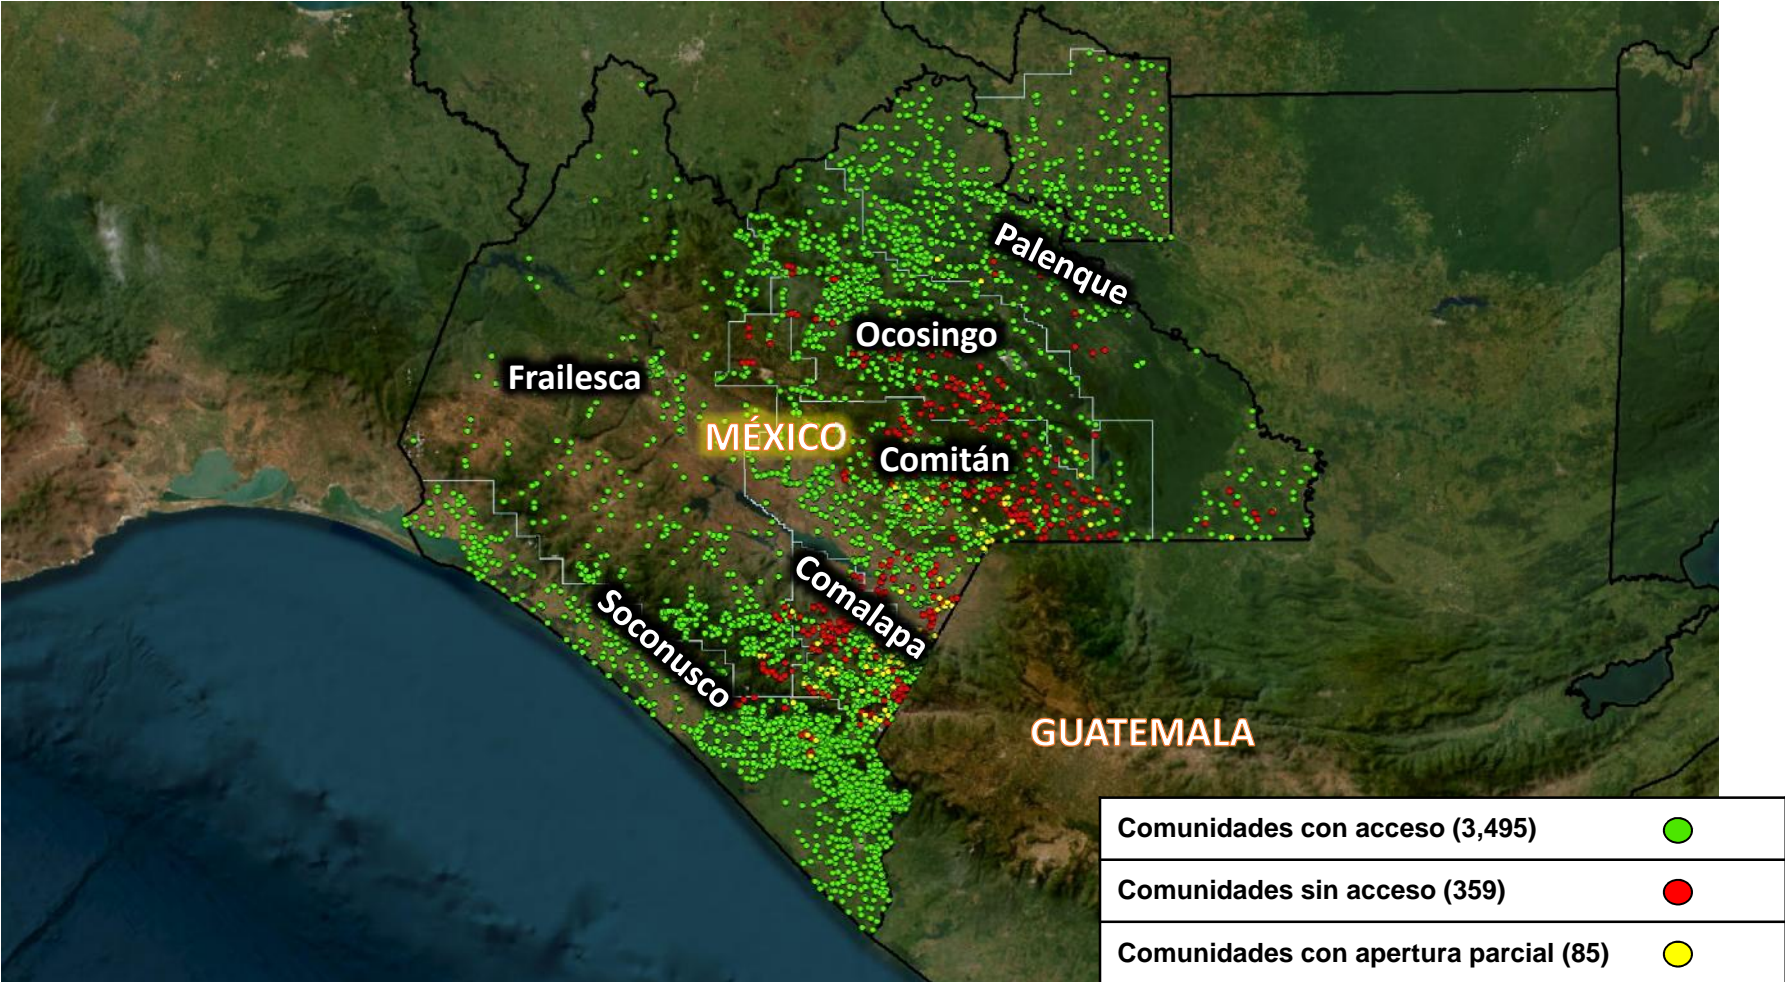 Palenque
Ocosingo
Frailesca
MÉXICO
Comitán
Comalapa
Soconusco
GUATEMALA
Comunidades con acceso (3,495)
Comunidades sin acceso (359)
Comunidades con apertura parcial (85)